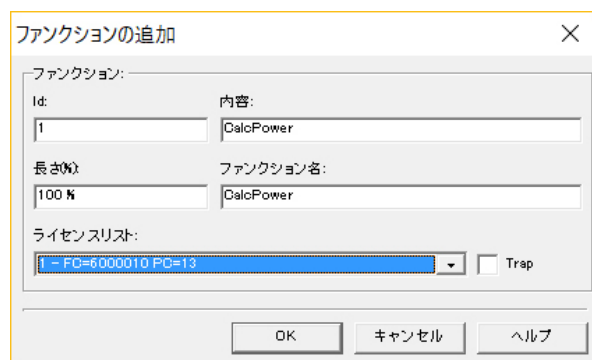 ファンクションの追加
ファンクション:
Id:
内容:
1
CalcPower
長さ(%):
ファンクション名:
100 %
CalcPower
ライセンスリスト:
1 - FC=6000010 PC=13
Trap
OK
キャンセル
ヘルプ